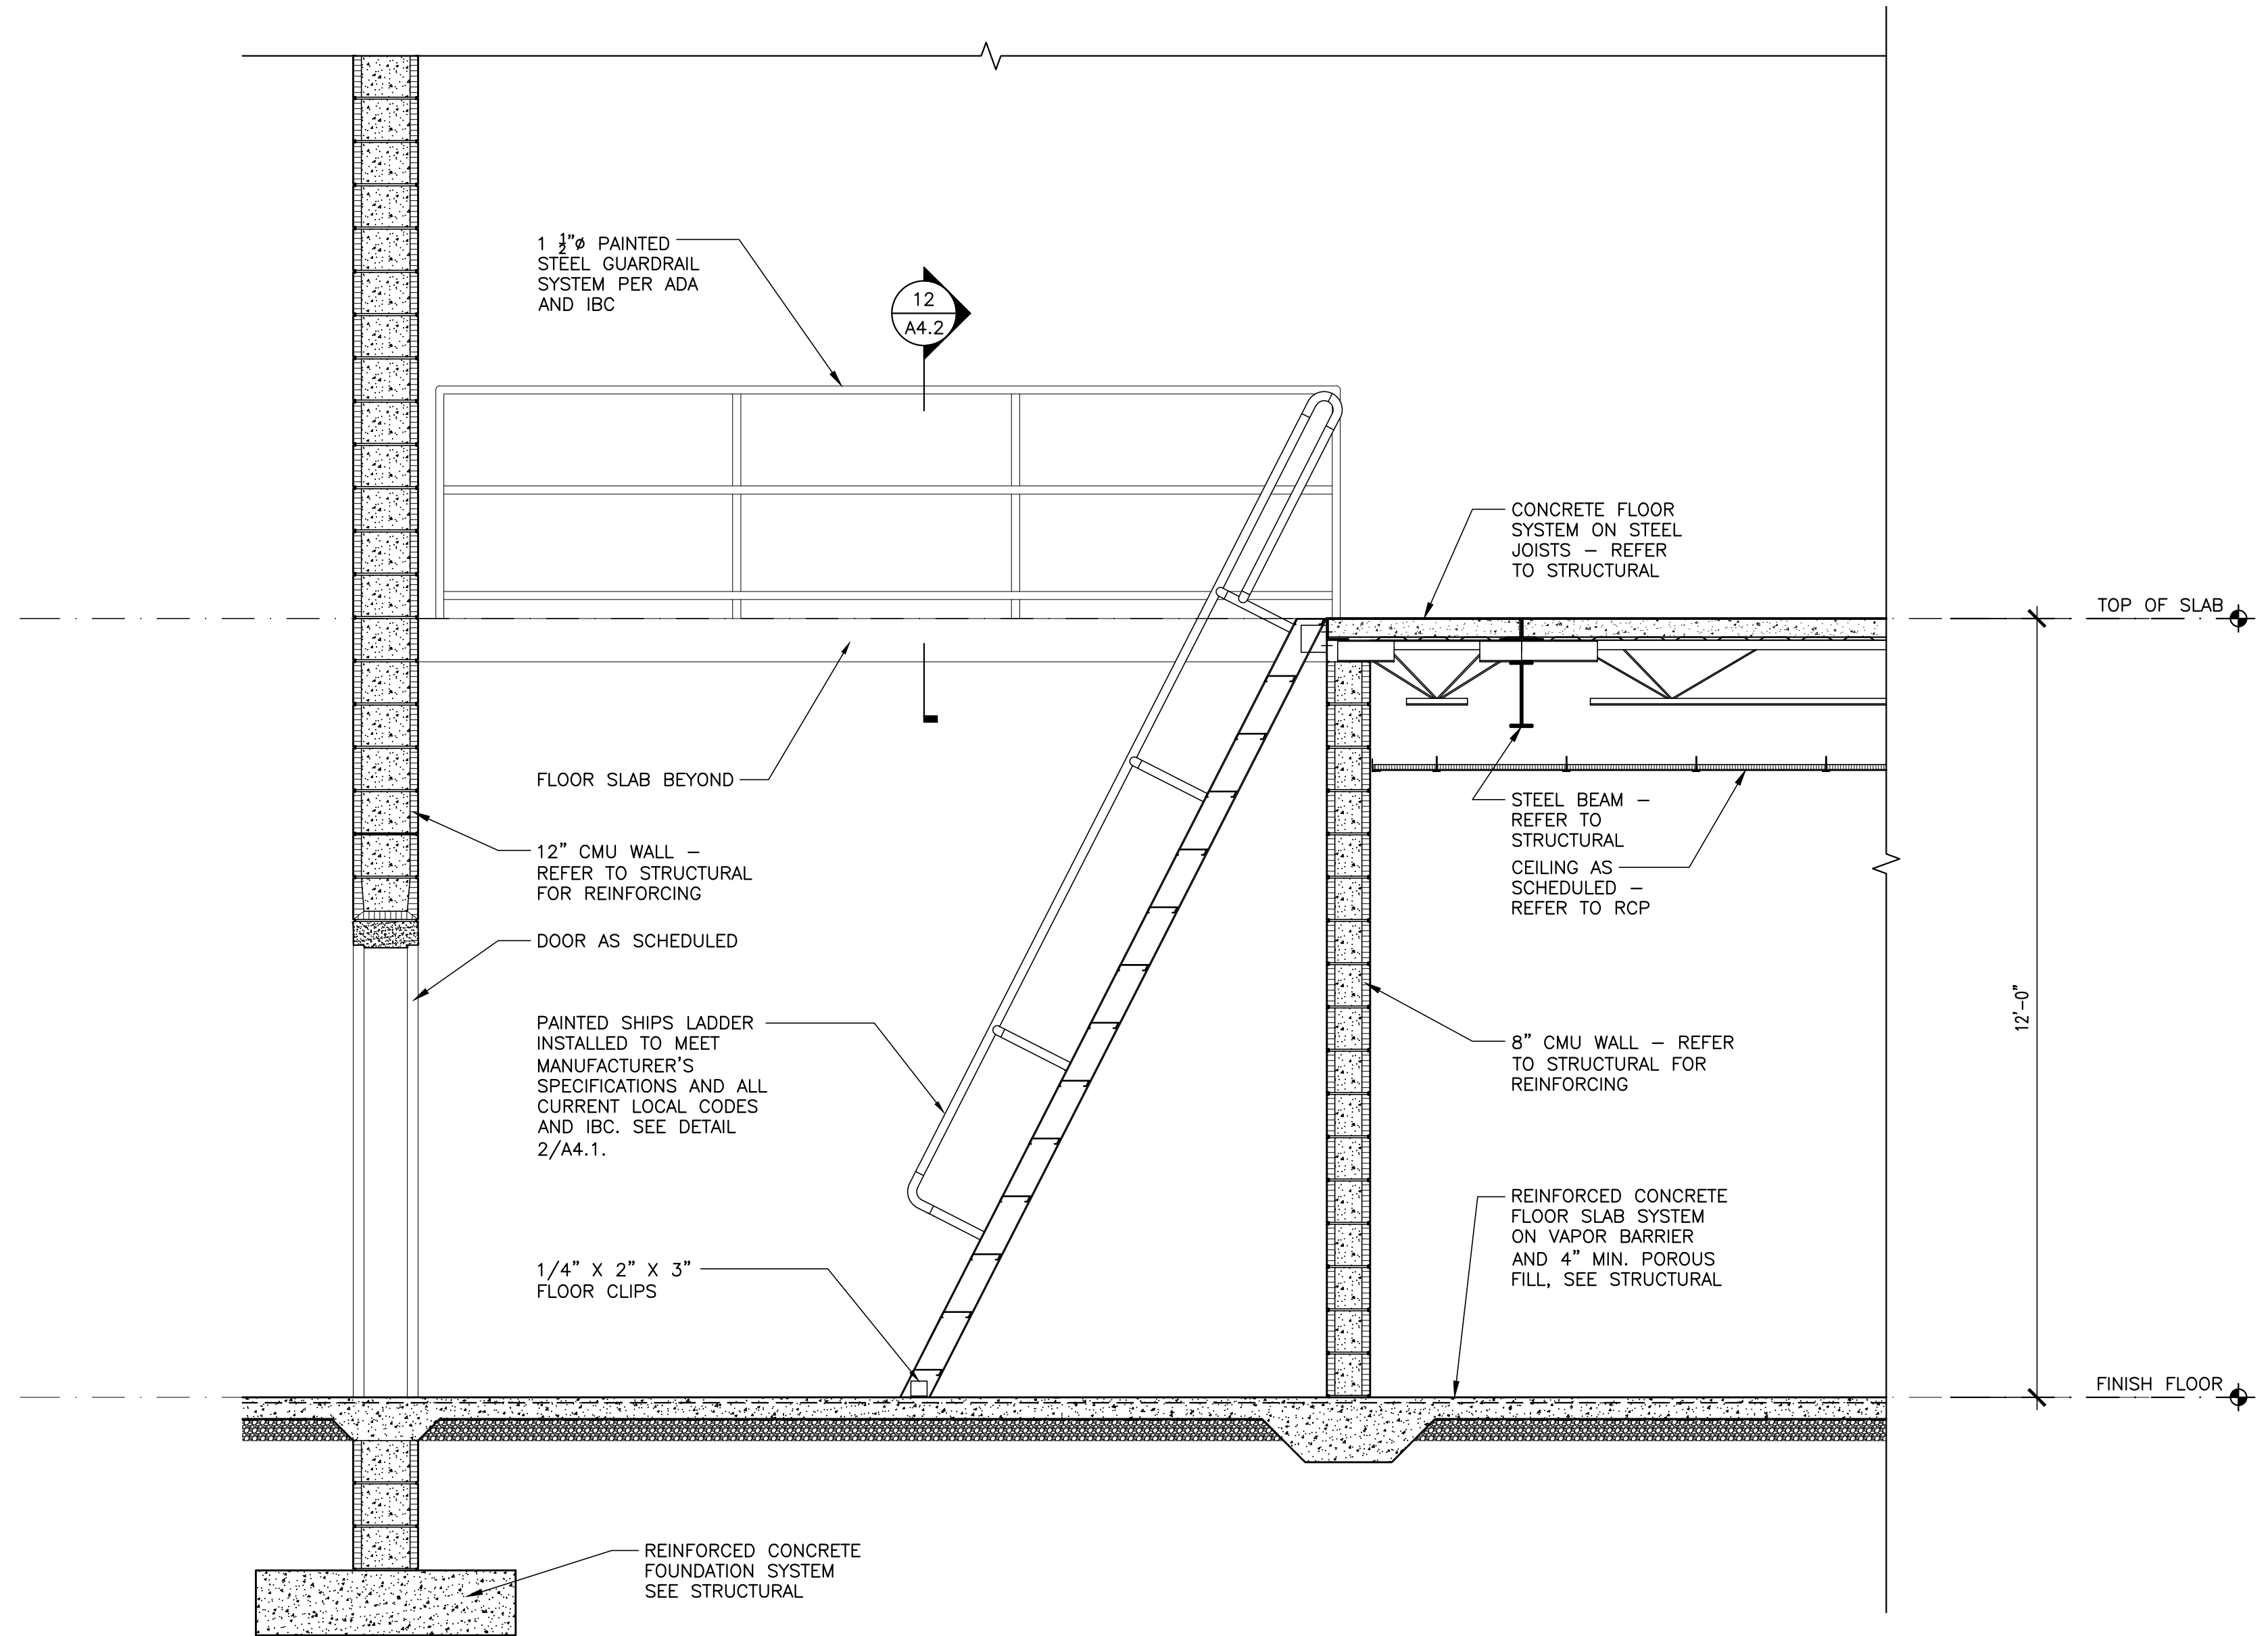 1 1/2"ø PAINTED
STEEL GUARDRAIL
SYSTEM PER ADA
AND IBC
12
A4.2
CONCRETE FLOOR
SYSTEM ON STEEL
JOISTS – REFER
TO STRUCTURAL
TOP OF SLAB
FLOOR SLAB BEYOND
STEEL BEAM –
REFER TO
STRUCTURAL
12" CMU WALL –
REFER TO STRUCTURAL
FOR REINFORCING
CEILING AS
SCHEDULED –
REFER TO RCP
DOOR AS SCHEDULED
12'-0"
PAINTED SHIPS LADDER
INSTALLED TO MEET
MANUFACTURER'S
SPECIFICATIONS AND ALL
CURRENT LOCAL CODES
AND IBC. SEE DETAIL
2/A4.1.
8" CMU WALL – REFER
TO STRUCTURAL FOR
REINFORCING
REINFORCED CONCRETE
FLOOR SLAB SYSTEM
ON VAPOR BARRIER
AND 4" MIN. POROUS
FILL, SEE STRUCTURAL
1/4" X 2" X 3"
FLOOR CLIPS
FINISH FLOOR
REINFORCED CONCRETE
FOUNDATION SYSTEM
SEE STRUCTURAL